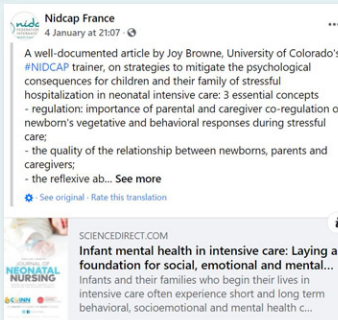 nidc
Nidcap France
4 January at 21:07 ·
A well-documented article by Joy Browne, University of Colorado's
#NIDCAP trainer, on strategies to mitigate the psychological
consequences for children and their family of stressful
hospitalization in neonatal intensive care: 3 essential concepts
- regulation: importance of parental and caregiver co-regulation o
newborn's vegetative and behavioral responses during stressful
care;
- the quality of the relationship between newborns, parents and
caregivers;
- the reflexive ab... See more
· See original · Rate this translation
JOURNAL OF
NEONATAL
NURSING
SCIENCEDIRECT.COM
Infant mental health in intensive care: Laying a
foundation for social, emotional and mental...
Infants and their families who begin their lives in
intensive care often experience short and long term
behavioral, socioemotional and mental health c...